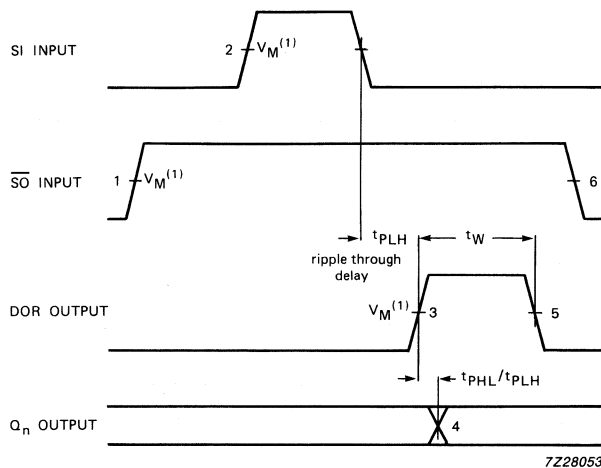 SI INPUT
2
VM(1)
SO INPUT
1
VM(1)
6
tPLH
tW
ripple through
delay
DOR OUTPUT
VM(1)
3
5
tPHL/tPLH
Qn OUTPUT
4
7Z28053